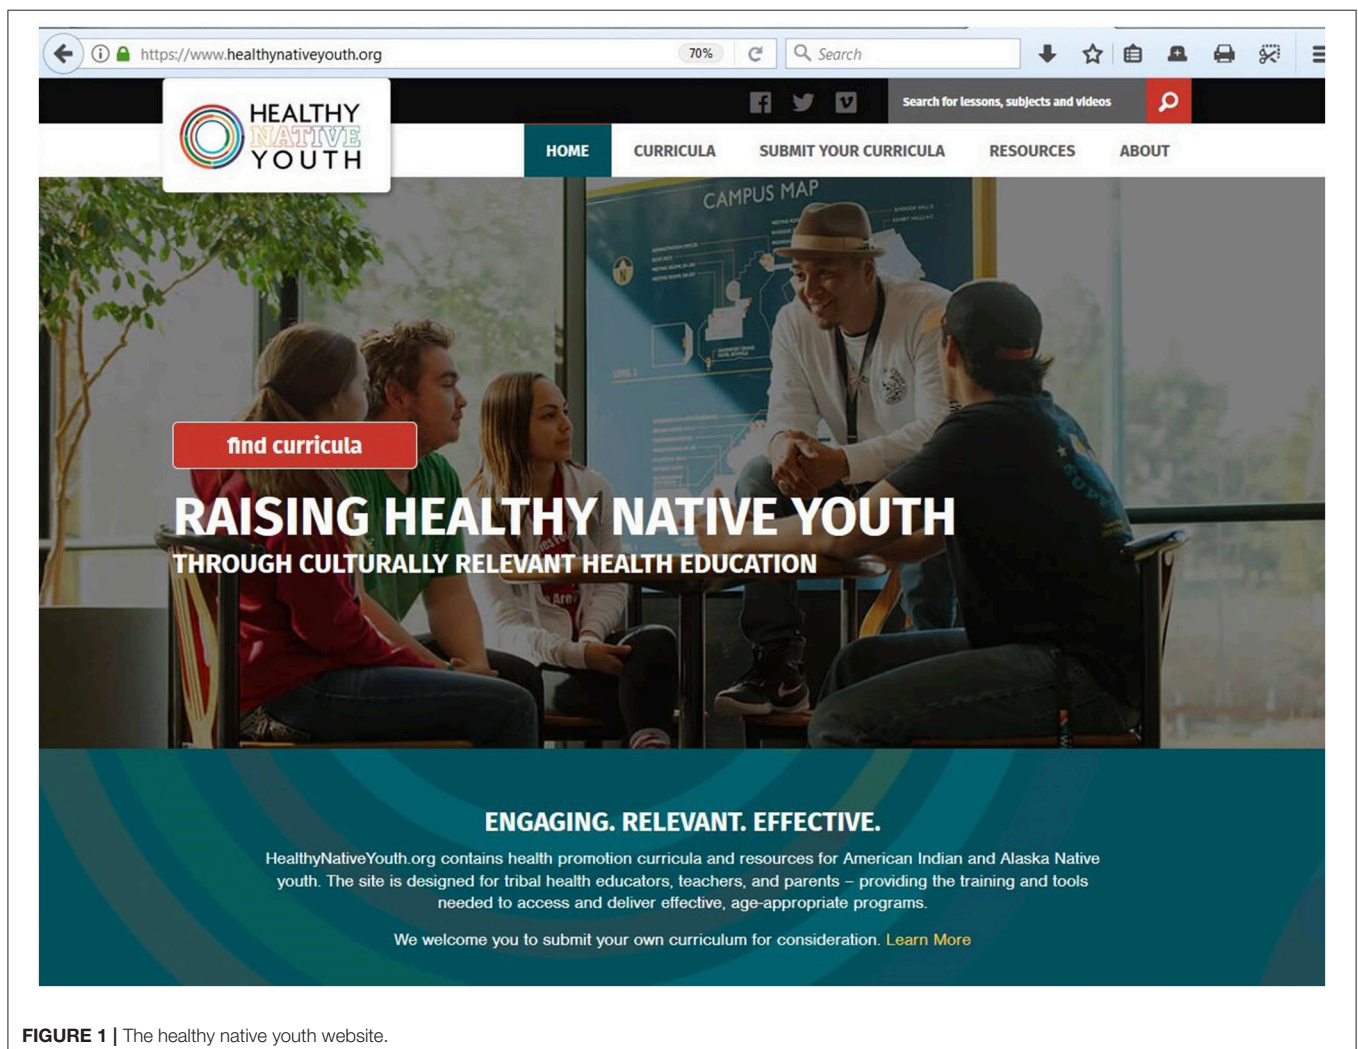 https://www.healthynativeyouth.org 70% Search
HEALTHY
NATIVE
YOUTH
Search for lessons, subjects and videos
HOME CURRICULA SUBMIT YOUR CURRICULA RESOURCES ABOUT
CAMPUS MAP
LEVEL 1
find curricula
RAISING HEALTHY NATIVE YOUTH
THROUGH CULTURALLY RELEVANT HEALTH EDUCATION
ENGAGING. RELEVANT. EFFECTIVE.
HealthyNativeYouth.org contains health promotion curricula and resources for American Indian and Alaska Native
youth. The site is designed for tribal health educators, teachers, and parents – providing the training and tools
needed to access and deliver effective, age-appropriate programs.
We welcome you to submit your own curriculum for consideration. Learn More
FIGURE 1 | The healthy native youth website.